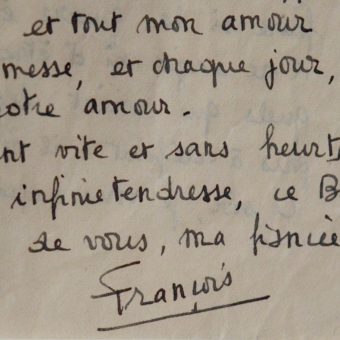 et tout mon amour
messe, et chaque jour,
otre amour.
nt vite et sans heurts
infinie tendresse, ce B
de vous, ma fiancée
François